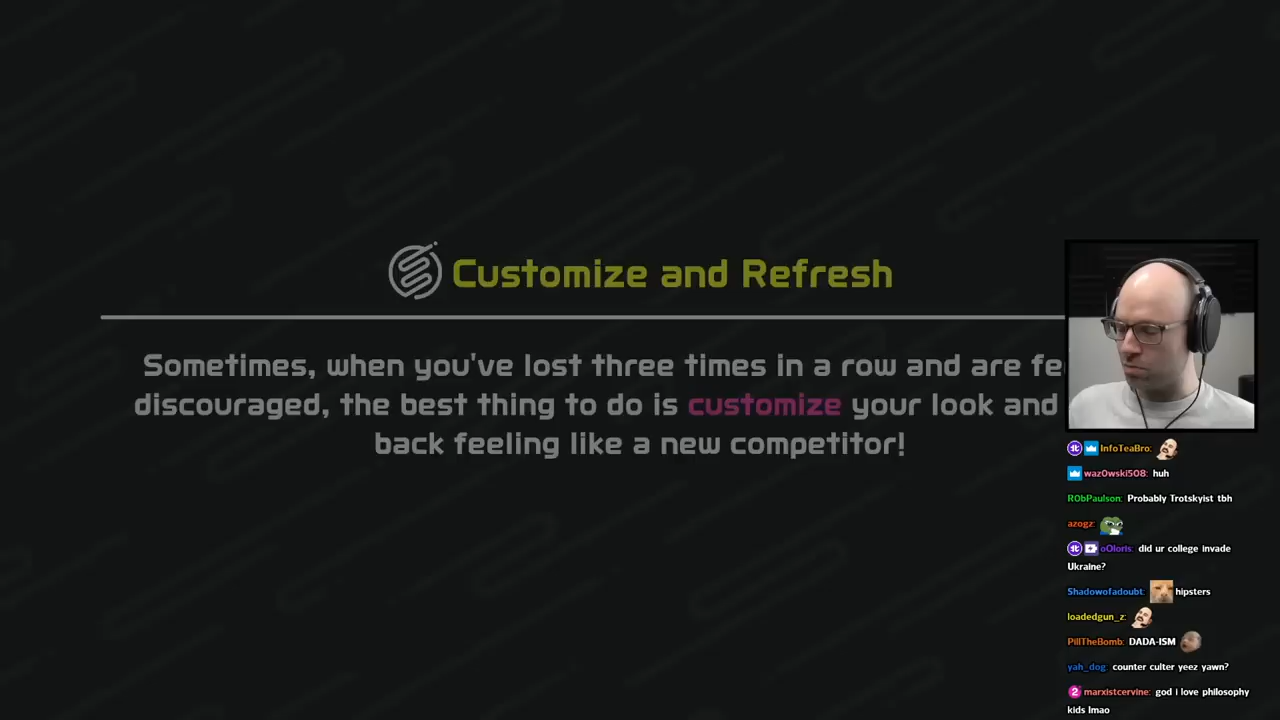 Customize and Refresh
Sometimes, when you've lost three times in a row and are
discouraged, the best thing to do is customize your look and
back feeling like a new competitor!
InfoTeaBro:
waz0wski508: huh
R0bPaulson: Probably Trotskyist tbh
azogz:
oOloris: did ur college invade
Ukraine?
Shadowofadoubt: hipsters
loadedgun_z:
PillTheBomb: DADA-ISM
yah_dog: counter culter yeez yawn?
marxistcervine: god i love philosophy
kids lmao